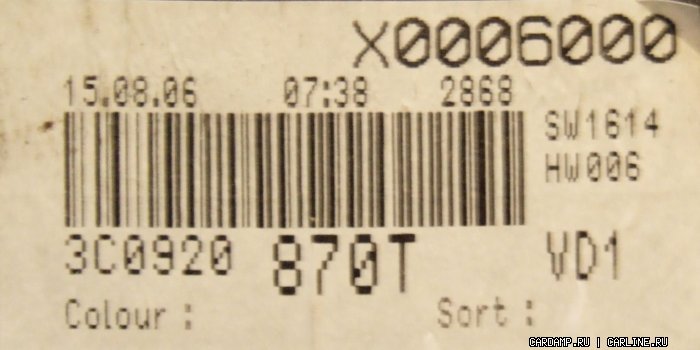 X0006000
15.08.06 07:38 2868
SW1614
HW006
3C0920 870T VD1
Colour : Sort :
CARDAMP.RU | CARLINE.RU